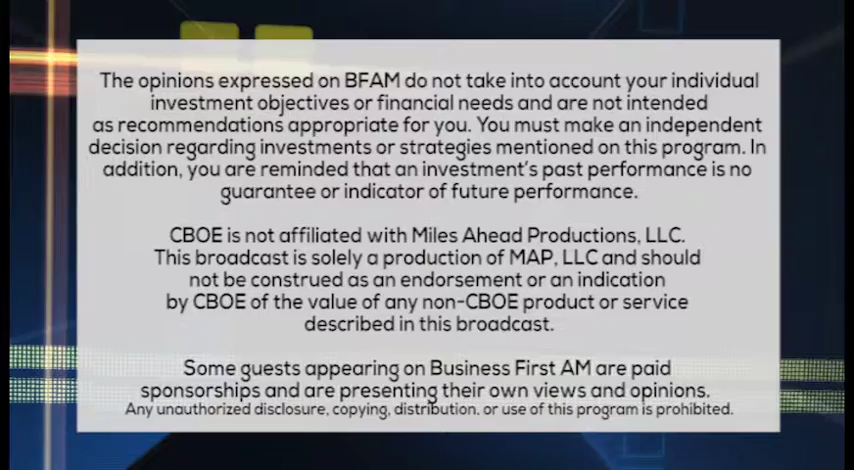 The opinions expressed on BFAM do not take into account your individual
investment objectives or financial needs and are not intended
as recommendations appropriate for you. You must make an independent
decision regarding investments or strategies mentioned on this program. In
addition, you are reminded that an investment's past performance is no
guarantee or indicator of future performance.
CBOE is not affiliated with Miles Ahead Productions, LLC.
This broadcast is solely a production of MAP, LLC and should
not be construed as an endorsement or an indication
by CBOE of the value of any non-CBOE product or service
described in this broadcast.
Some guests appearing on Business First AM are paid
sponsorships and are presenting their own views and opinions.
Any unauthorized disclosure, copying, distribution, or use of this program is prohibited.